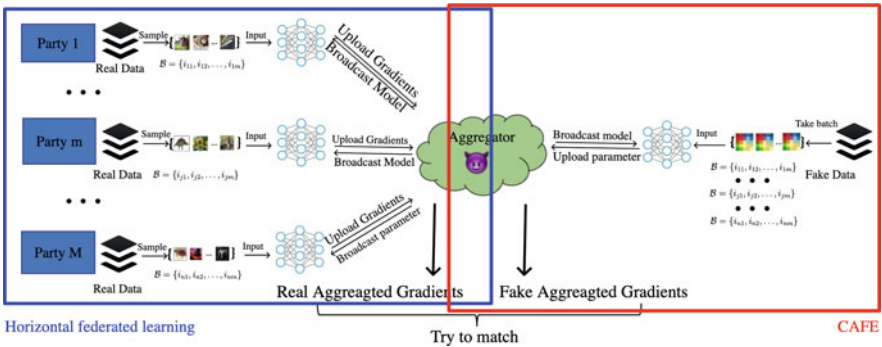 Party 1
Real Data
Sample
{ ... }
B = {i11, i12, ..., i1m}
Input
Upload Gradients
Broadcast Model
Party m
Real Data
Sample
{ ... }
B = {ij1, ij2, ..., ijm}
Input
Upload Gradients
Broadcast Model
Party M
Real Data
Sample
{ ... }
B = {in1, in2, ..., inm}
Input
Upload Gradients
Broadcast parameter
Aggregator
Broadcast model
Upload parameter
Input
{ ... }
Take batch
Fake Data
B = {i11, i12, ..., i1m}
B = {ij1, ij2, ..., ijm}
B = {in1, in2, ..., inm}
Real Aggreagted Gradients
Fake Aggreagted Gradients
Horizontal federated learning
Try to match
CAFE